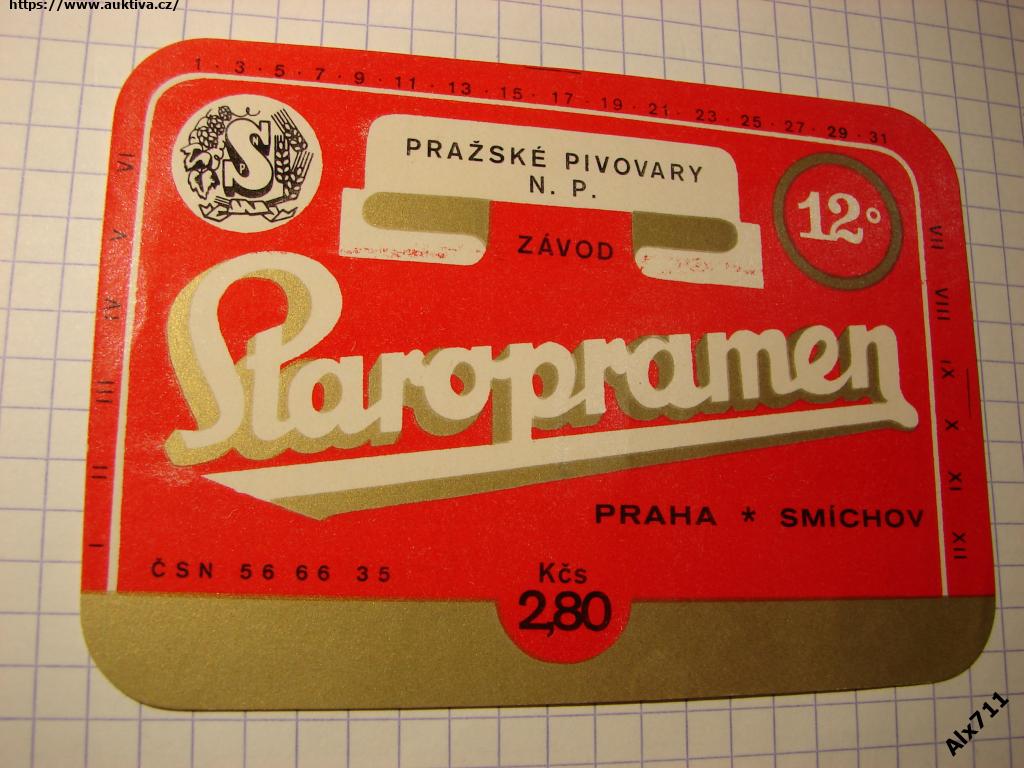 https://www.auktiva.cz/
1 · 3 · 5 · 7 · 9 · 11 · 13 · 15 · 17 · 19 · 21 · 23 · 25 · 27 · 29 · 31
S
P
PRAŽSKÉ PIVOVARY
N. P.
12°
ZÁVOD
Staropramen
PRAHA * SMÍCHOV
ČSN 56 66 35
Kčs
2,80
I
II
III
V
VII
VIII
IX
X
XI
XII
Alx711